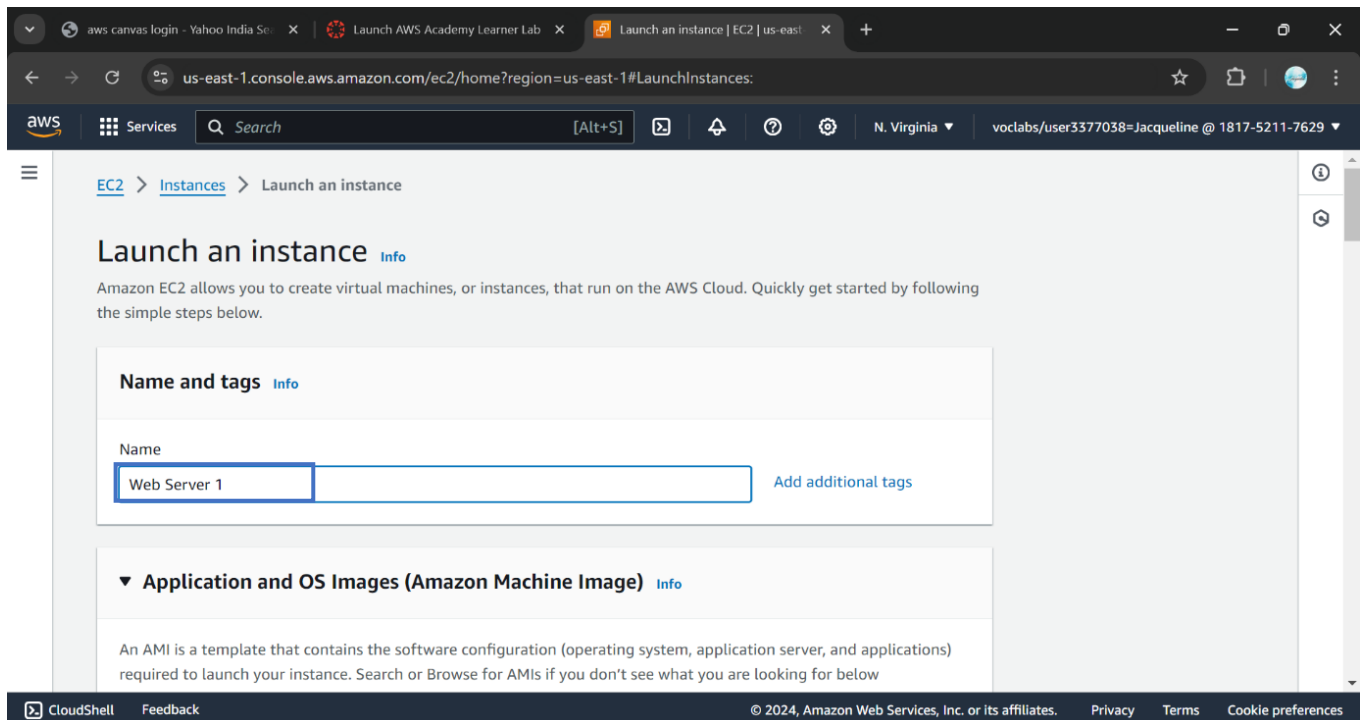 aws canvas login - Yahoo India Se
Launch AWS Academy Learner Lab
Launch an instance | EC2 | us-east
us-east-1.console.aws.amazon.com/ec2/home?region=us-east-1#LaunchInstances:
aws
Services
Search
[Alt+S]
N. Virginia
voclabs/user3377038=Jacqueline @ 1817-5211-7629
EC2 > Instances > Launch an instance
Launch an instance Info
Amazon EC2 allows you to create virtual machines, or instances, that run on the AWS Cloud. Quickly get started by following
the simple steps below.
Name and tags Info
Name
Web Server 1
Add additional tags
Application and OS Images (Amazon Machine Image) Info
An AMI is a template that contains the software configuration (operating system, application server, and applications)
required to launch your instance. Search or Browse for AMIs if you don’t see what you are looking for below
CloudShell Feedback © 2024, Amazon Web Services, Inc. or its affiliates. Privacy Terms Cookie preferences